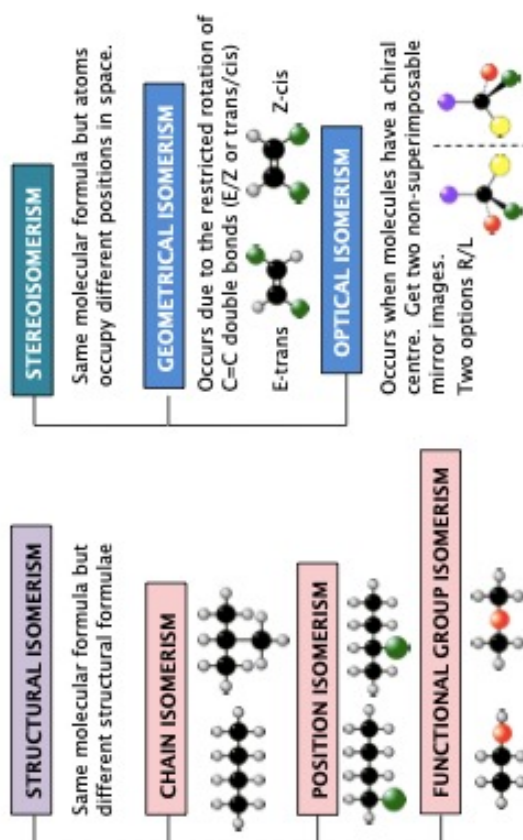 STRUCTURAL ISOMERISM
Same molecular formula but
different structural formulae
CHAIN ISOMERISM
POSITION ISOMERISM
FUNCTIONAL GROUP ISOMERISM
STEREOISOMERISM
Same molecular formula but atoms
occupy different positions in space.
GEOMETRICAL ISOMERISM
Occurs due to the restricted rotation of
C=C double bonds (E/Z or trans/cis)
E-trans
Z-cis
OPTICAL ISOMERISM
Occurs when molecules have a chiral
centre. Get two non-superimposable
mirror images.
Two options R/L